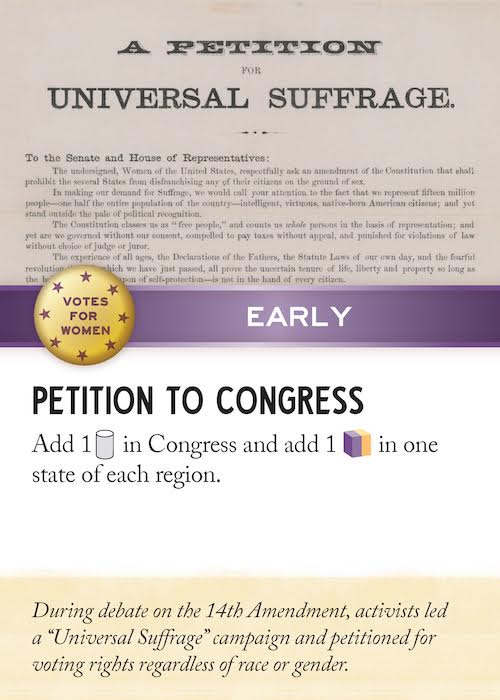 A PETITION
FOR
UNIVERSAL SUFFRAGE.
To the Senate and House of Representatives:
The undersigned, Women of the United States, respectfully ask an amendment of the Constitution that shall
prohibit the several States from disfranchising any of their citizens on the ground of sex.
In making our demand for Suffrage, we would call your attention to the fact that we represent fifteen million
people—one half the entire population of the country—intelligent, virtuous, native-born American citizens; and yet
stand outside the pale of political recognition.
The Constitution classes us as "free people," and counts us whole persons in the basis of representation; and
yet are we governed without our consent, compelled to pay taxes without appeal, and punished for violations of law
without choice of judge or juror.
The experience of all ages, the Declarations of the Fathers, the Statute Laws of our own day, and the fearful
revolution which we have just passed, all prove the uncertain tenure of life, liberty and property so long as
the of self-protection—is not in the hand of every citizen.
VOTES
FOR
WOMEN
EARLY
PETITION TO CONGRESS
Add 1 in Congress and add 1 in one
state of each region.
During debate on the 14th Amendment, activists led
a “Universal Suffrage” campaign and petitioned for
voting rights regardless of race or gender.